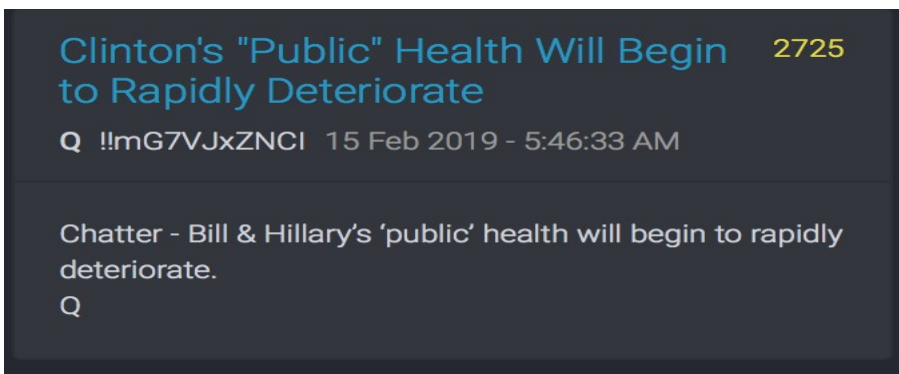 Clinton's "Public" Health Will Begin 2725
to Rapidly Deteriorate
Q !!mG7VJxZNCI 15 Feb 2019 - 5:46:33 AM
Chatter - Bill & Hillary’s ‘public’ health will begin to rapidly
deteriorate.
Q